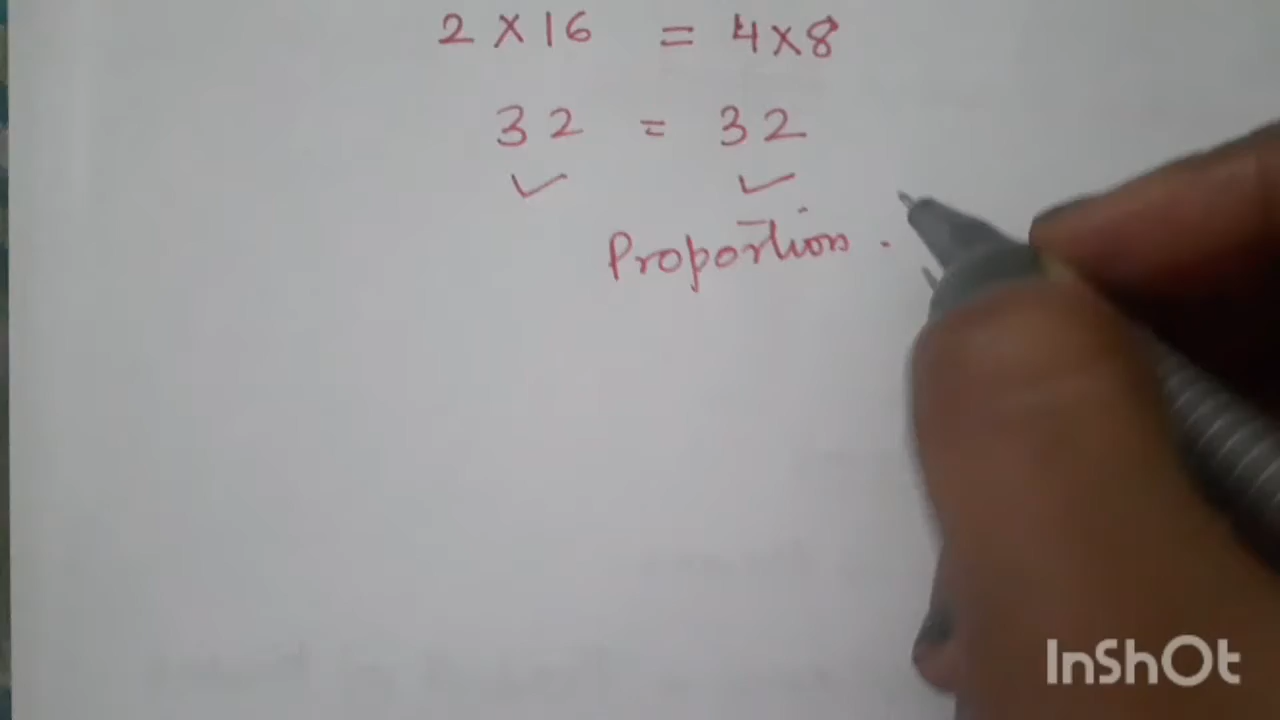 2 × 16 = 4 × 8
32 = 32
✓ ✓
Proportion.
InShOt